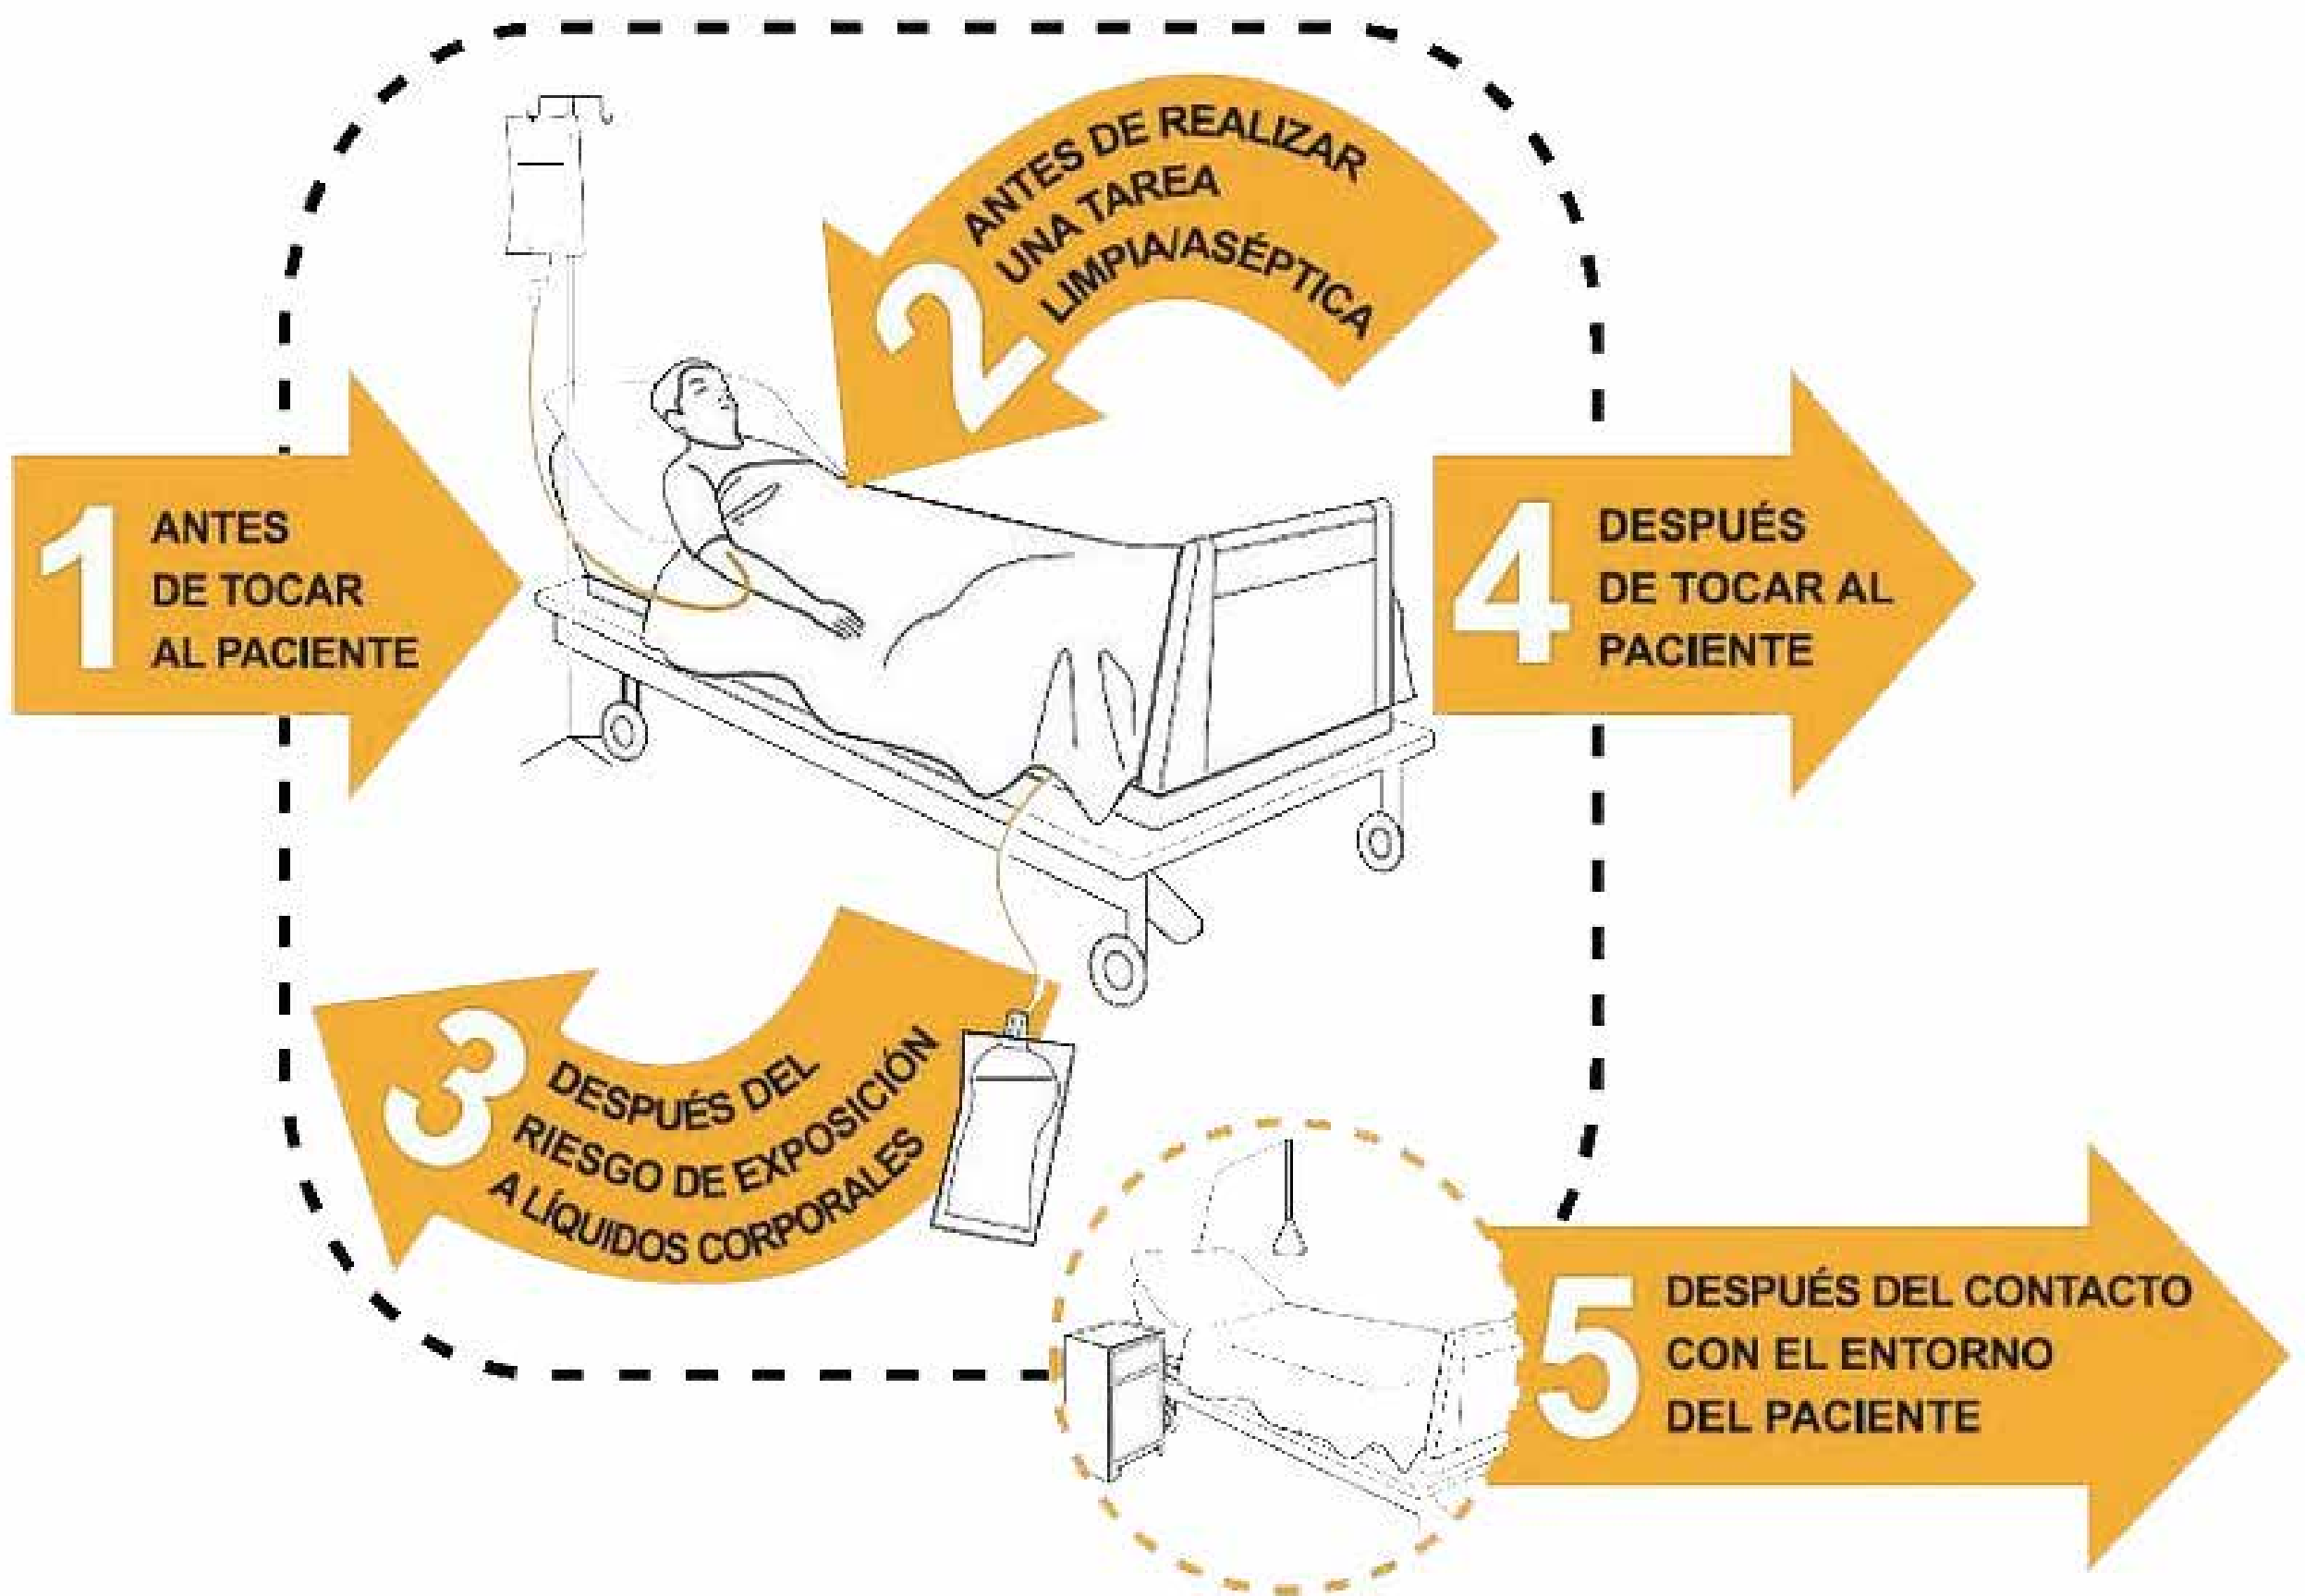 1
ANTES
DE TOCAR
AL PACIENTE
2
ANTES DE REALIZAR
UNA TAREA
LIMPIA/ASÉPTICA
3
DESPUÉS DEL
RIESGO DE EXPOSICIÓN
A LÍQUIDOS CORPORALES
4
DESPUÉS
DE TOCAR AL
PACIENTE
5
DESPUÉS DEL CONTACTO
CON EL ENTORNO
DEL PACIENTE